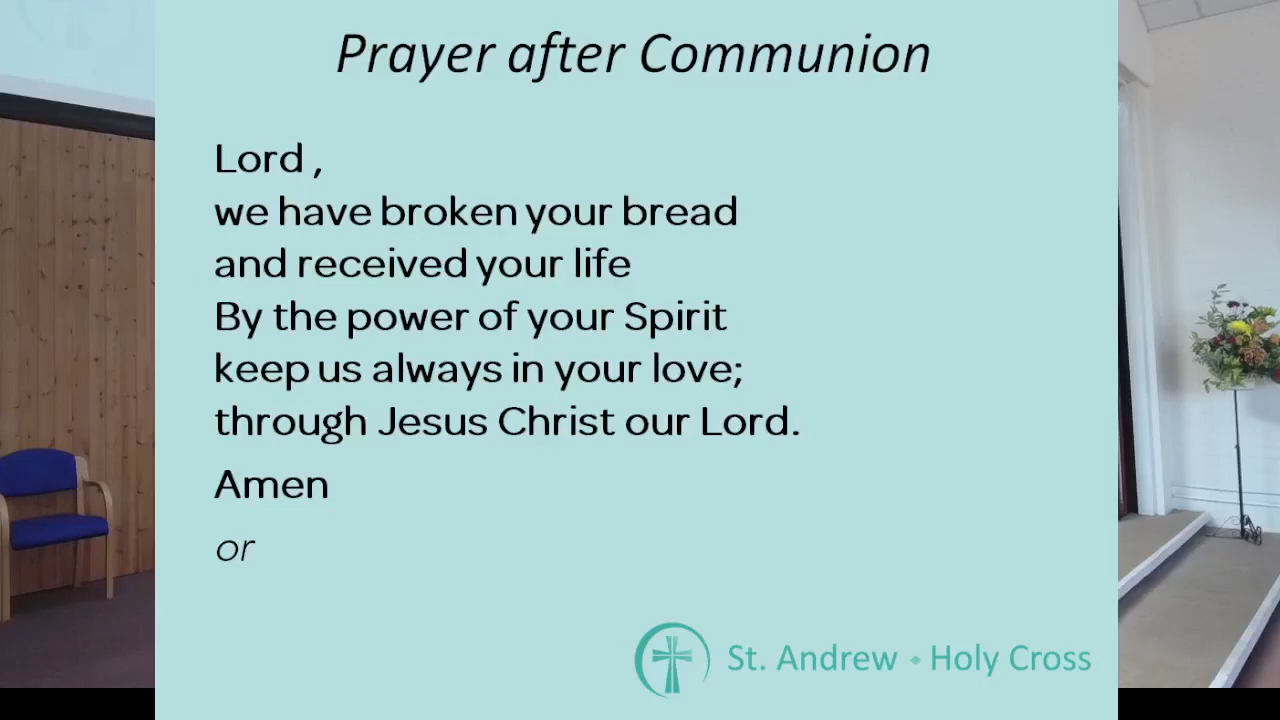 Prayer after Communion
Lord ,
we have broken your bread
and received your life
By the power of your Spirit
keep us always in your love;
through Jesus Christ our Lord.
Amen
or
St. Andrew • Holy Cross